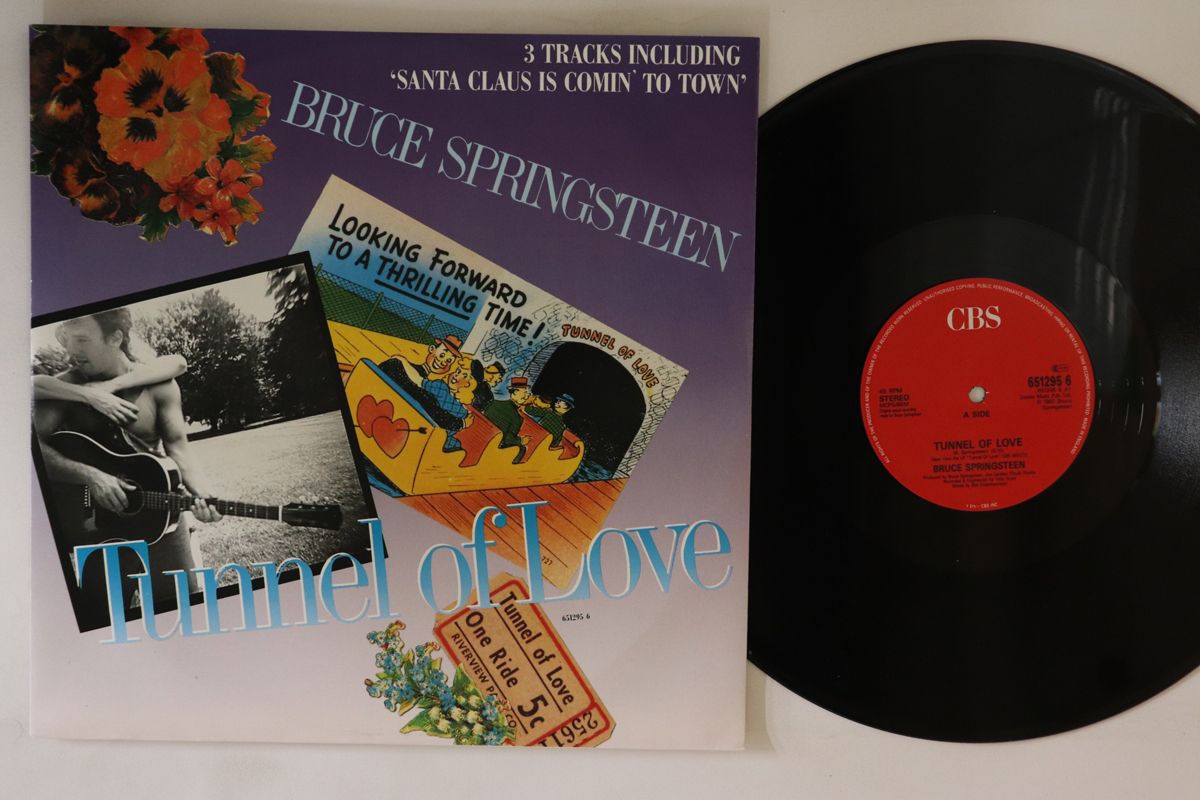 3 TRACKS INCLUDING
'SANTA CLAUS IS COMIN' TO TOWN'
BRUCE SPRINGSTEEN
LOOKING FORWARD
TO A THRILLING TIME!
TUNNEL OF LOVE
Tunnel of Love
651295 6
Tunnel of Love
One Ride 5c
RIVERVIEW
2561
CBS
45 RPM
STEREO
651295 6
A SIDE
TUNNEL OF LOVE
BRUCE SPRINGSTEEN